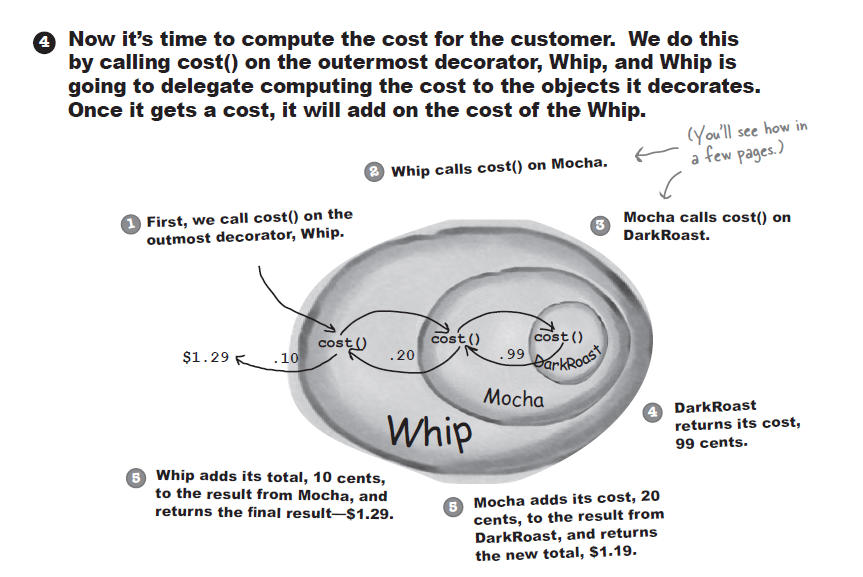 4 Now it's time to compute the cost for the customer. We do this
by calling cost() on the outermost decorator, Whip, and Whip is
going to delegate computing the cost to the objects it decorates.
Once it gets a cost, it will add on the cost of the Whip.
(You'll see how in
a few pages.)
2 Whip calls cost() on Mocha.
1 First, we call cost() on the
outmost decorator, Whip.
3 Mocha calls cost() on
DarkRoast.
$1.29 .10 cost() .20 cost() .99 cost()
DarkRoast
Mocha
Whip
4 DarkRoast
returns its cost,
99 cents.
5 Whip adds its total, 10 cents,
to the result from Mocha, and
returns the final result—$1.29.
5 Mocha adds its cost, 20
cents, to the result from
DarkRoast, and returns
the new total, $1.19.